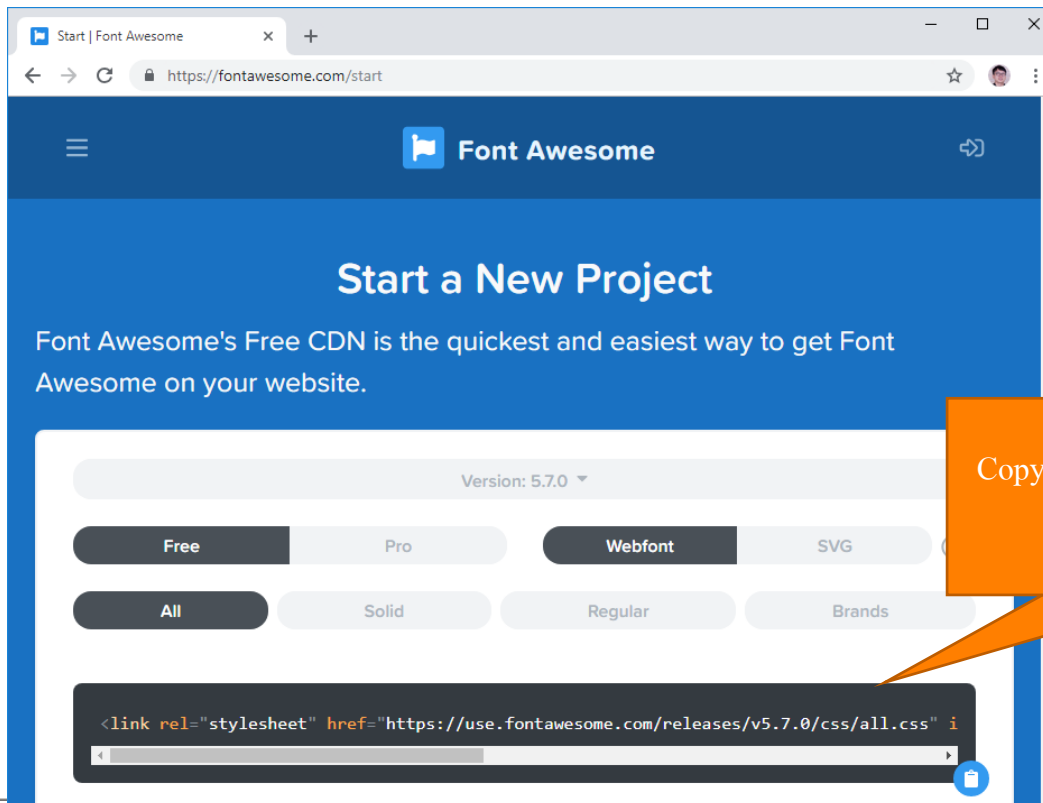 Start | Font Awesome
https://fontawesome.com/start
Font Awesome
Start a New Project
Font Awesome's Free CDN is the quickest and easiest way to get Font
Awesome on your website.
Copy
Version: 5.7.0
Free Pro Webfont SVG
All Solid Regular Brands
<link rel="stylesheet" href="https://use.fontawesome.com/releases/v5.7.0/css/all.css" i